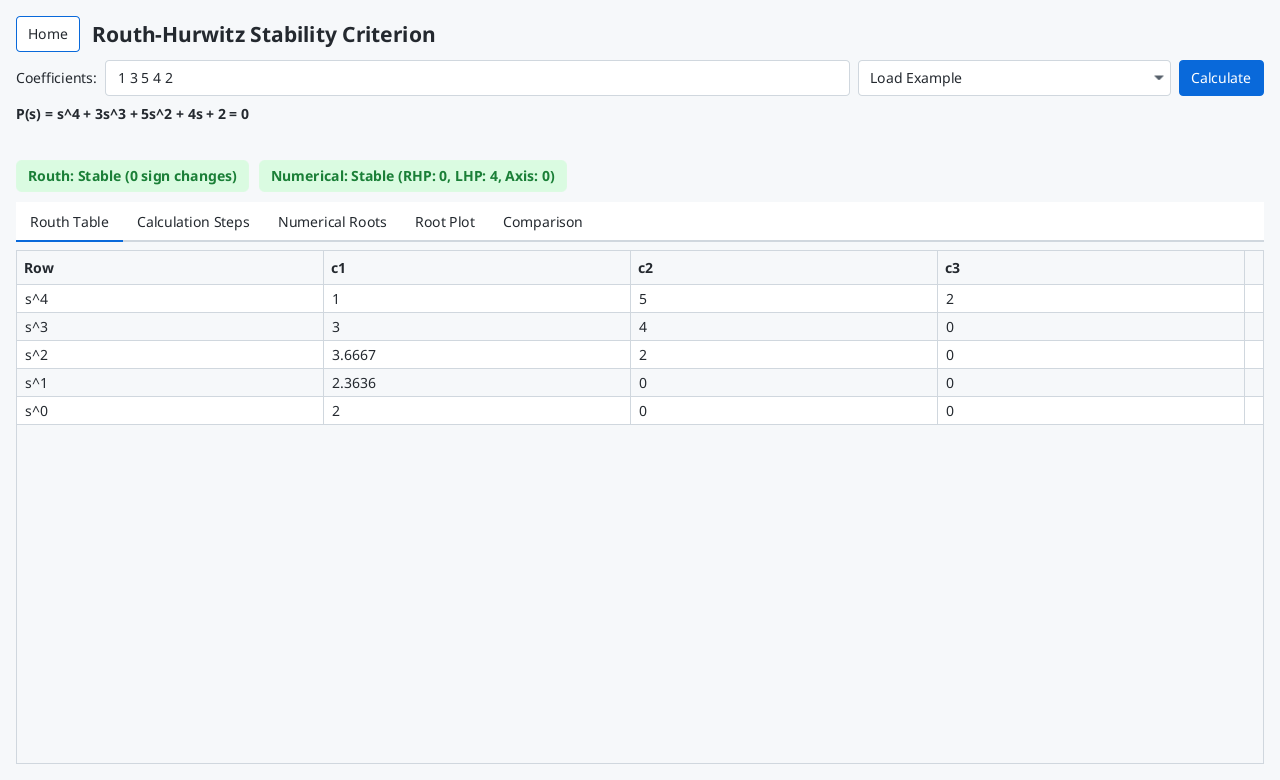 Home Routh-Hurwitz Stability Criterion
Coefficients: 1 3 5 4 2 Load Example Calculate
P(s) = s^4 + 3s^3 + 5s^2 + 4s + 2 = 0
Routh: Stable (0 sign changes) Numerical: Stable (RHP: 0, LHP: 4, Axis: 0)
Routh Table Calculation Steps Numerical Roots Root Plot Comparison
Row c1 c2 c3
s^4 1 5 2
s^3 3 4 0
s^2 3.6667 2 0
s^1 2.3636 0 0
s^0 2 0 0